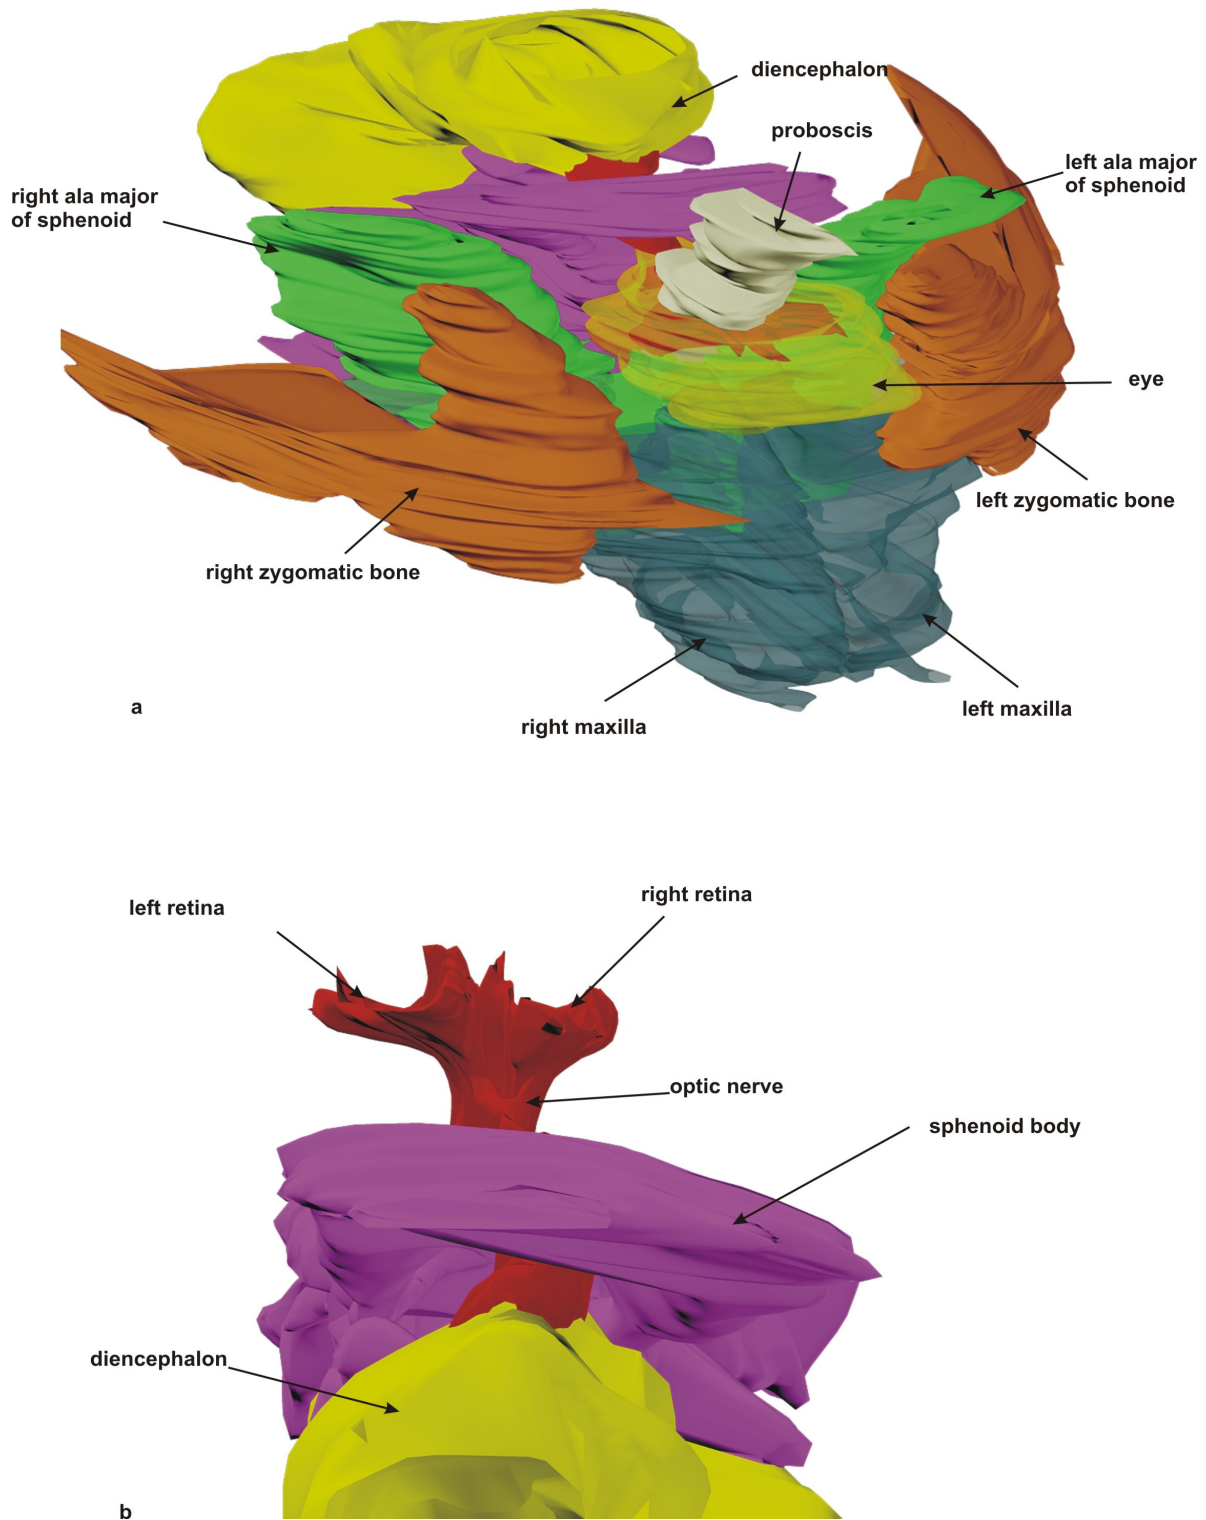 diencephalon
proboscis
left ala major
of sphenoid
right ala major
of sphenoid
eye
left zygomatic bone
right zygomatic bone
left maxilla
right maxilla
a
right retina
left retina
optic nerve
sphenoid body
diencephalon
b